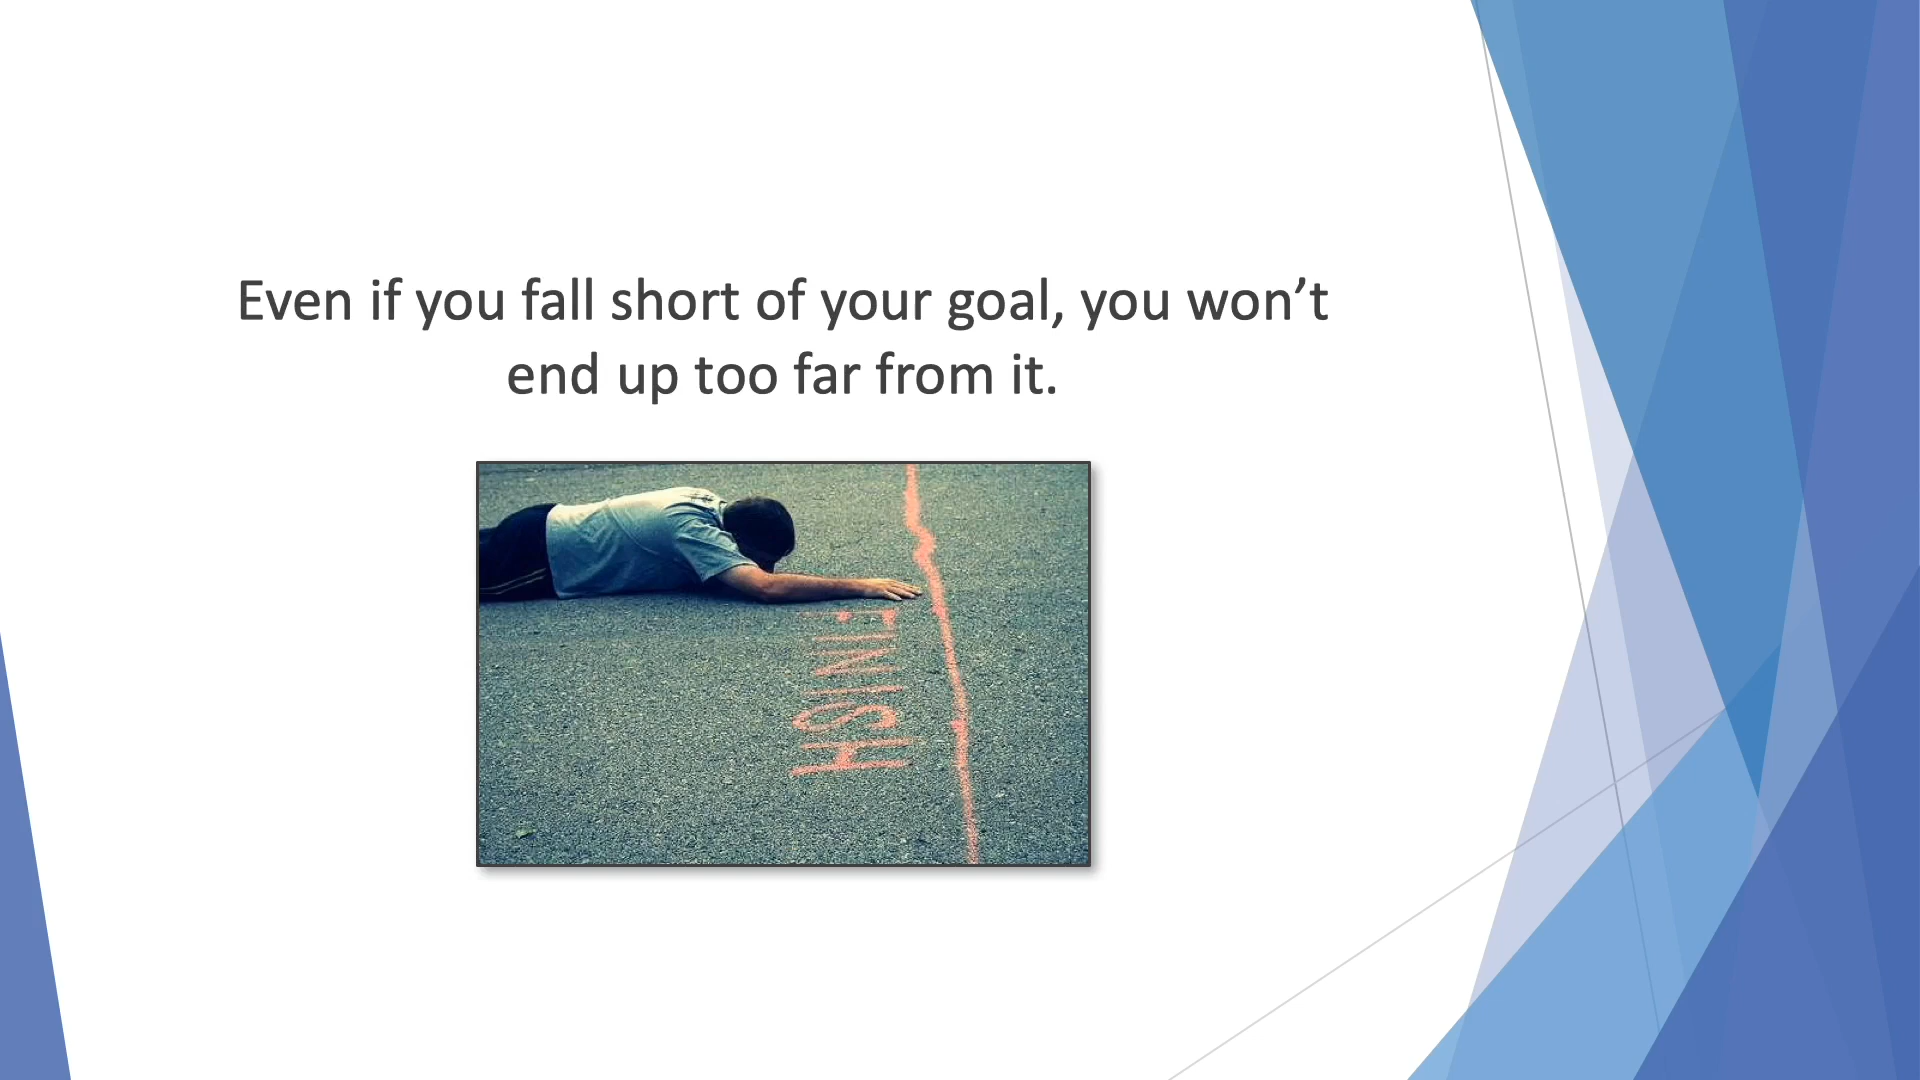 Even if you fall short of your goal, you won’t
end up too far from it.
FINISH